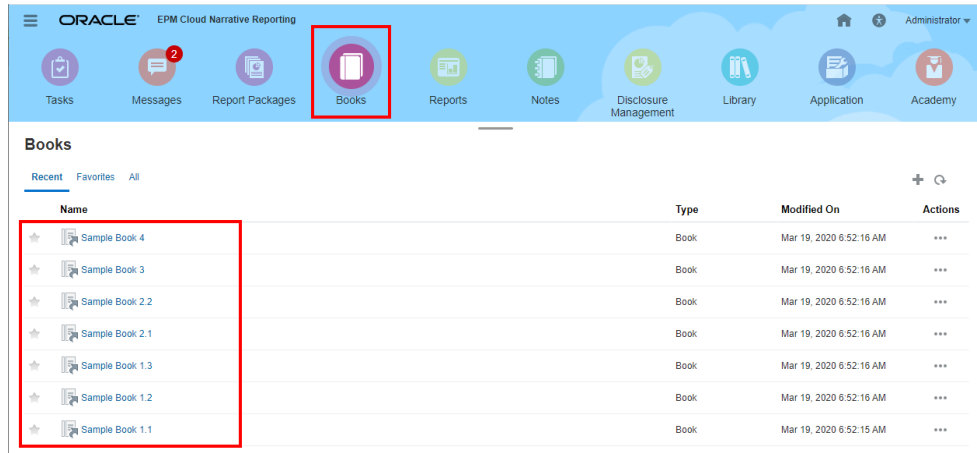 ORACLE® EPM Cloud Narrative Reporting Administrator
2
Tasks Messages Report Packages Books Reports Notes Disclosure Management Library Application Academy
Books
Recent Favorites All
Name Type Modified On Actions
Sample Book 4 Book Mar 19, 2020 6:52:16 AM
Sample Book 3 Book Mar 19, 2020 6:52:16 AM
Sample Book 2.2 Book Mar 19, 2020 6:52:16 AM
Sample Book 2.1 Book Mar 19, 2020 6:52:16 AM
Sample Book 1.3 Book Mar 19, 2020 6:52:16 AM
Sample Book 1.2 Book Mar 19, 2020 6:52:16 AM
Sample Book 1.1 Book Mar 19, 2020 6:52:15 AM